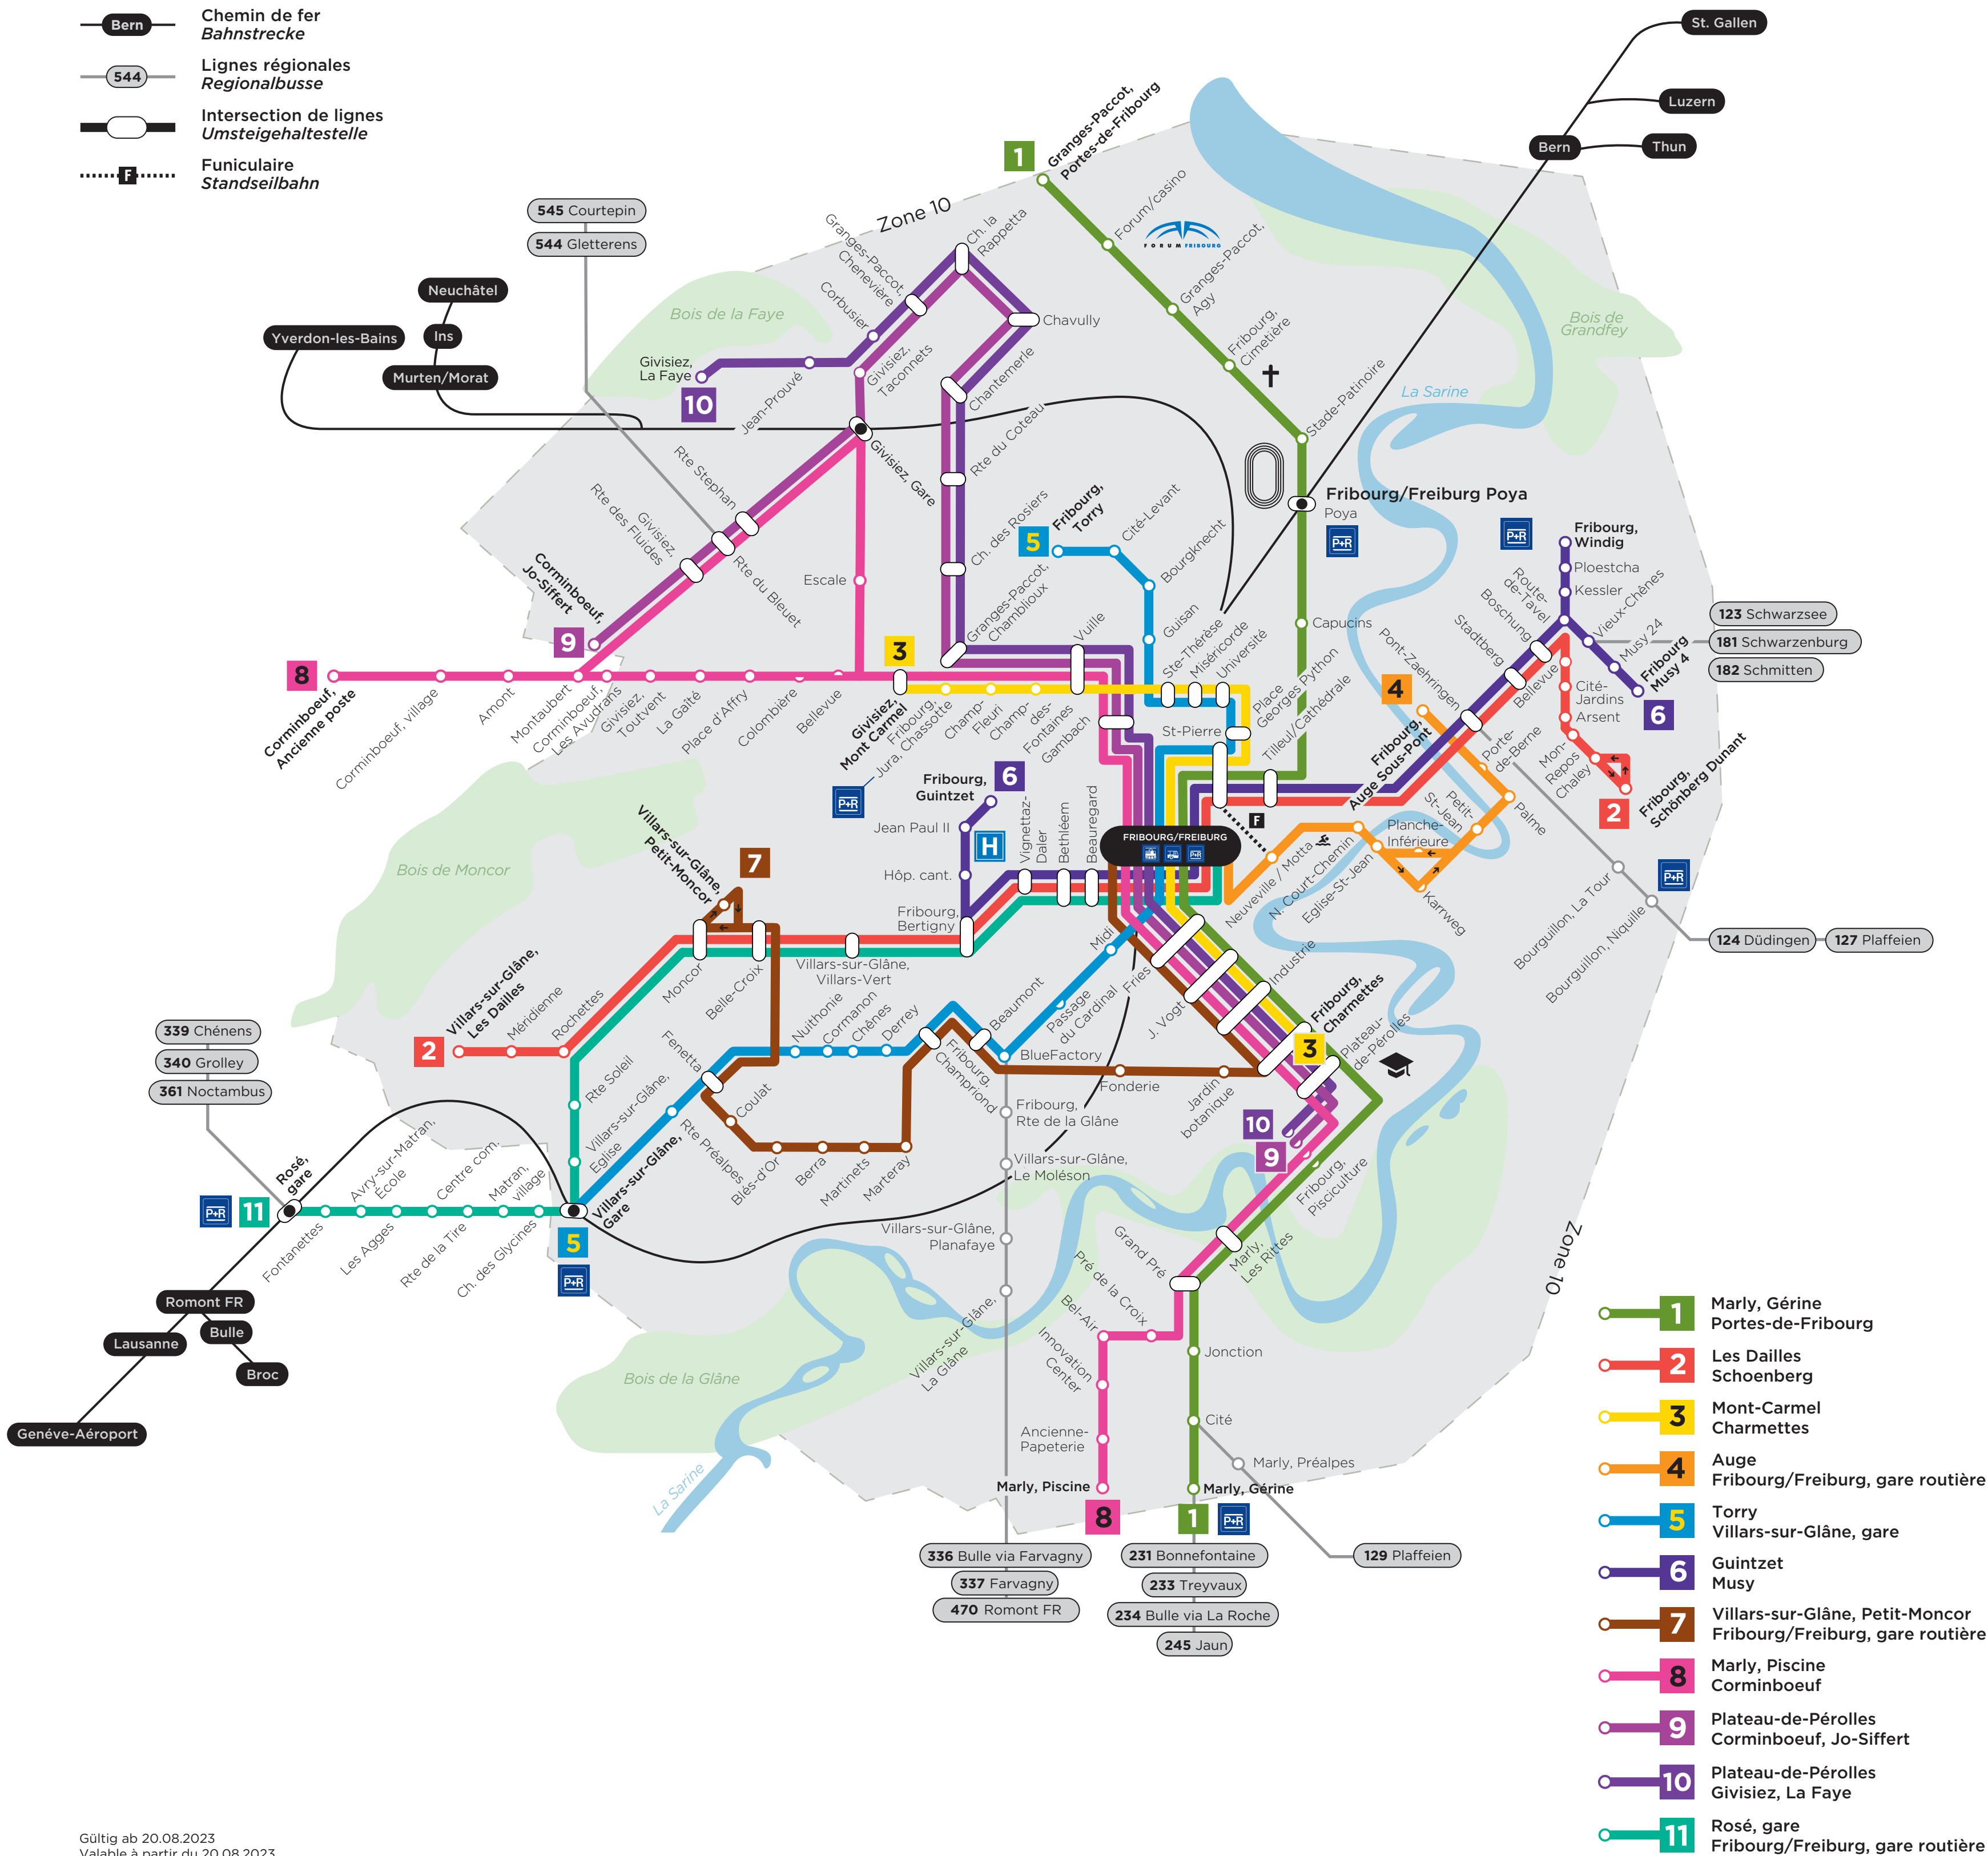 Bern
Chemin de fer
Bahnstrecke
544
Lignes régionales
Regionalbusse
Intersection de lignes
Umsteigehaltestelle
F
Funiculaire
Standseilbahn
St. Gallen
Luzern
Bern
Thun
545 Courtepin
544 Gletterens
Neuchâtel
Ins
Yverdon-les-Bains
Murten/Morat
Zone 10
1
Granges-Paccot,
Portes-de-Fribourg
Forum/casino
FORUM FRIBOURG
Granges-Paccot,
Agy
Fribourg,
Cimetière
Stade-Patinoire
Fribourg/Freiburg Poya
Poya
P+R
Capucins
Georges Python
Place
Tilleul/Cathédrale
Bois de la Faye
Bois de
Grandfey
La Sarine
Granges-Paccot,
Chenevière
Ch. la
Rappetta
Corbusier
Givisiez,
La Faye
10
Jean-Prouvé
Givisiez,
Taconnets
Chavully
Chantemerle
Rte du Coteau
Ch. des Rosiers
Granges-Paccot,
Chamblioux
Givisiez, Gare
Rte Stephan
Rte des Fluides
Givisiez,
Rte du Bleuet
Corminboeuf,
Jo-Siffert
9
Escale
8
Corminboeuf,
Ancienne poste
Corminboeuf, village
Amont
Montaubert
Corminboeuf,
Les Avudrans
Givisiez,
Toutvent
La Gaîté
Place d'Affry
Colombière
Bellevue
3
Givisiez,
Mont Carmel
Fribourg,
Chassotte
Jura,
P+R
Champ-
Fleuri
Champ-
des-
Fontaines
Vuille
Gambach
5
Fribourg,
Torry
Cité-Levant
Bourgknecht
Guisan
Ste-Thérèse
Miséricorde
Université
St-Pierre
P+R
Fribourg,
Windig
Ploestcha
Kessler
Vieux-Chênes
Musy 24
Fribourg
Musy 4
6
Route-
de-Tavel
Boschung
Stadtberg
Pont-Zaehringen
Bellevue
Cité-
Jardins
Arsent
Mon-
Repos
Chaley
2
Fribourg,
Schönberg Dunant
123 Schwarzsee
181 Schwarzenburg
182 Schmitten
4
Fribourg,
Auge Sous-Pont
Porte-
de-Berne
Palme
Petit-
St-Jean
Planche-
Inférieure
Karrweg
Eglise-St-Jean
N. Court-Chemin
Neuveville / Motta
F
Bourguillon, La Tour
Bourguillon, Niquille
P+R
124 Düdingen
127 Plaffeien
Fribourg,
Guintzet
6
Jean Paul II
H
Hôp. cant.
Fribourg,
Bertigny
Vignettaz-
Daler
Bethléem
Beauregard
FRIBOURG/FREIBURG
P+R
Bois de Moncor
Villars-sur-Glâne,
Petit-Moncor
7
Moncor
Belle-Croix
Villars-sur-Glâne,
Villars-Vert
2
Villars-sur-Glâne,
Les Dailles
Méridienne
Rochettes
Rte Soleil
Villars-sur-Glâne,
Eglise
Fenetta
Nuithonie
Cormanon
Chênes
Derrey
Fribourg,
Champriond
Beaumont
BlueFactory
Passage
du Cardinal
Midi
Fries
J. Vogt
Industrie
Fribourg,
Charmettes
3
Plateau-
de-Pérolles
Fonderie
Jardin
botanique
10
9
Fribourg,
Pisciculture
Coulat
Rte Préalpes
Blés-d'Or
Berra
Martinets
Marteray
Villars-sur-Glâne,
Gare
5
P+R
339 Chénens
340 Grolley
361 Noctambus
Rosé,
gare
P+R
11
Fontanettes
Avry-sur-Matran,
École
Les Agges
Centre com.
Rte de la Tire
Matran,
village
Ch. des Glycines
Romont FR
Bulle
Lausanne
Broc
Genéve-Aéroport
Fribourg,
Rte de la Glâne
Villars-sur-Glâne,
Le Moléson
Villars-sur-Glâne,
Planafaye
Villars-sur-Glâne,
La Glâne
Bois de la Glâne
La Sarine
Marly,
Les Rittes
Grand Pré
Pré de la Croix
Bel-Air
Innovation
Center
Ancienne-
Papeterie
Marly, Piscine
8
Jonction
Cité
Marly, Préalpes
Marly, Gérine
1
P+R
Zone 10
336 Bulle via Farvagny
337 Farvagny
470 Romont FR
231 Bonnefontaine
233 Treyvaux
234 Bulle via La Roche
245 Jaun
129 Plaffeien
1
Marly, Gérine
Portes-de-Fribourg
2
Les Dailles
Schoenberg
3
Mont-Carmel
Charmettes
4
Auge
Fribourg/Freiburg, gare routière
5
Torry
Villars-sur-Glâne, gare
6
Guintzet
Musy
7
Villars-sur-Glâne, Petit-Moncor
Fribourg/Freiburg, gare routière
8
Marly, Piscine
Corminboeuf
9
Plateau-de-Pérolles
Corminboeuf, Jo-Siffert
10
Plateau-de-Pérolles
Givisiez, La Faye
11
Rosé, gare
Fribourg/Freiburg, gare routière
Gültig ab 20.08.2023
Valable à partir du 20.08.2023